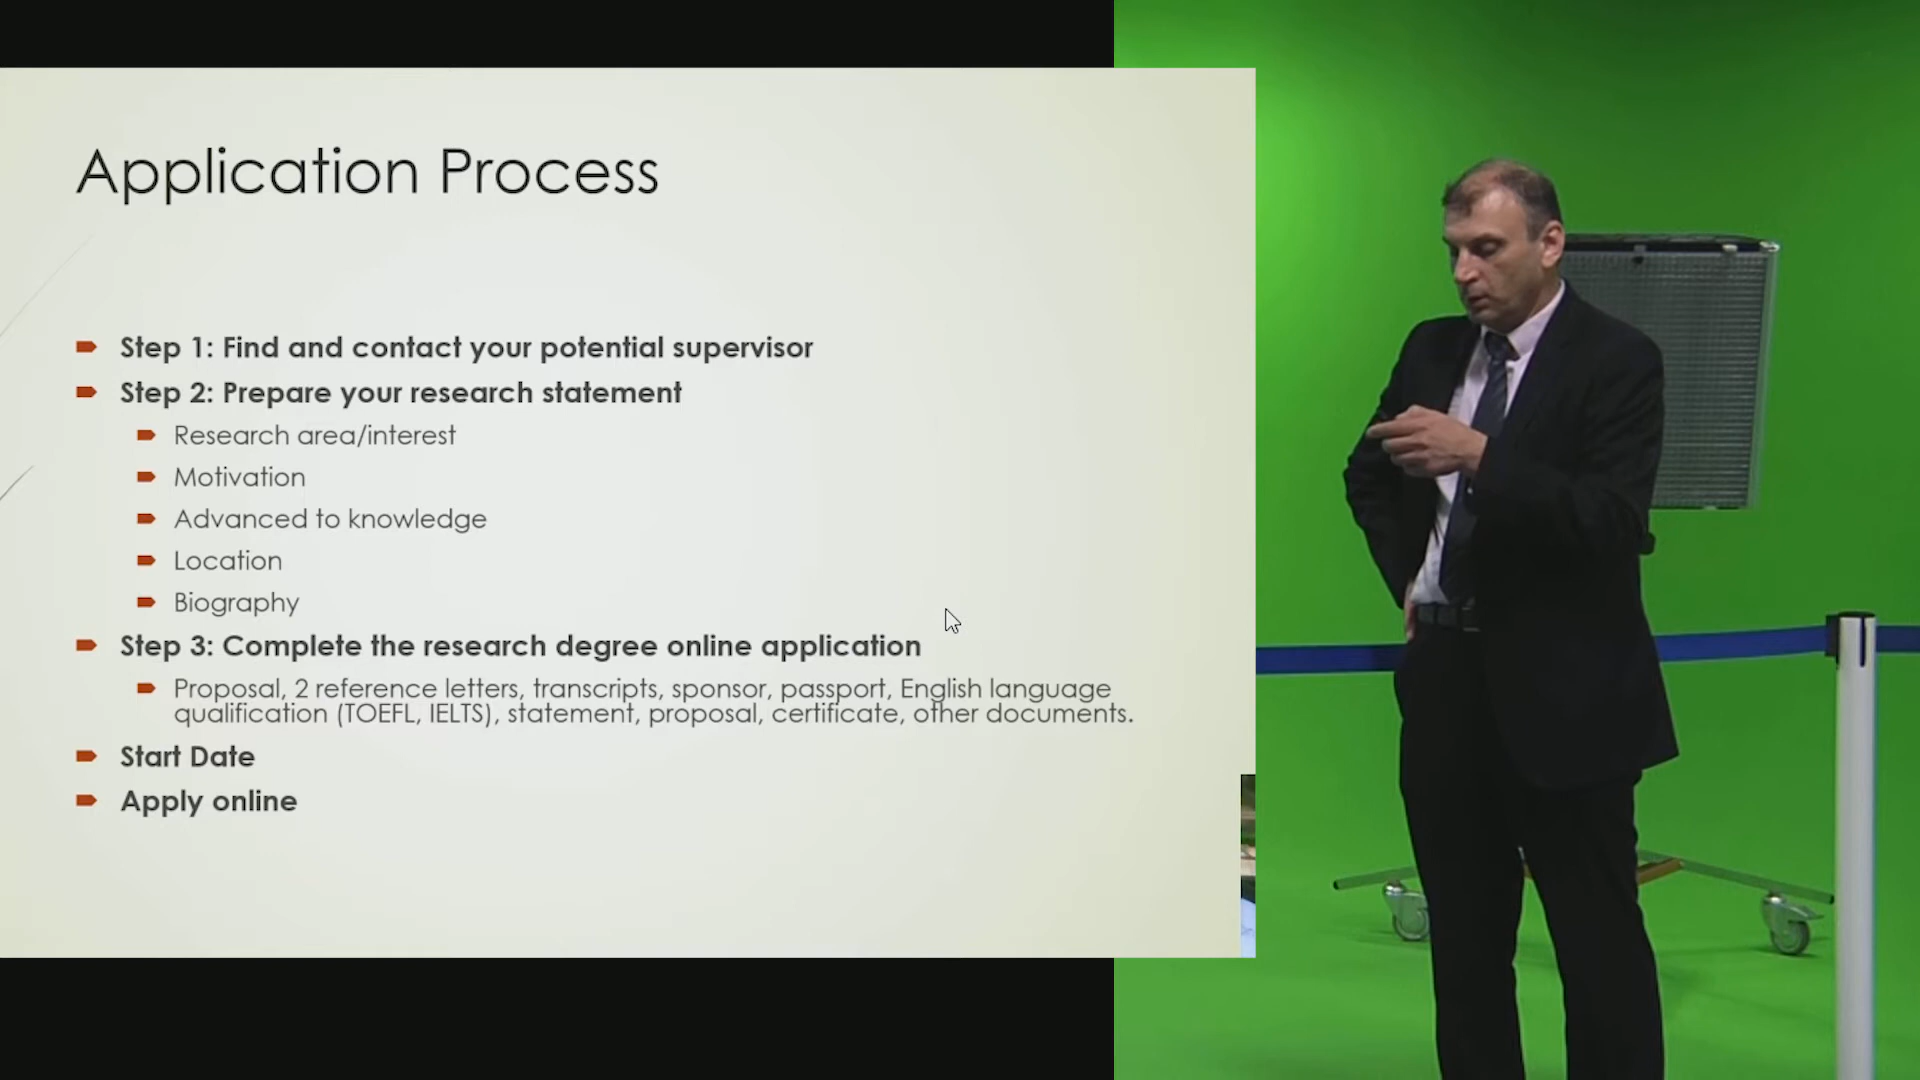 Application Process
Step 1: Find and contact your potential supervisor
Step 2: Prepare your research statement
Research area/interest
Motivation
Advanced to knowledge
Location
Biography
Step 3: Complete the research degree online application
Proposal, 2 reference letters, transcripts, sponsor, passport, English language
qualification (TOEFL, IELTS), statement, proposal, certificate, other documents.
Start Date
Apply online